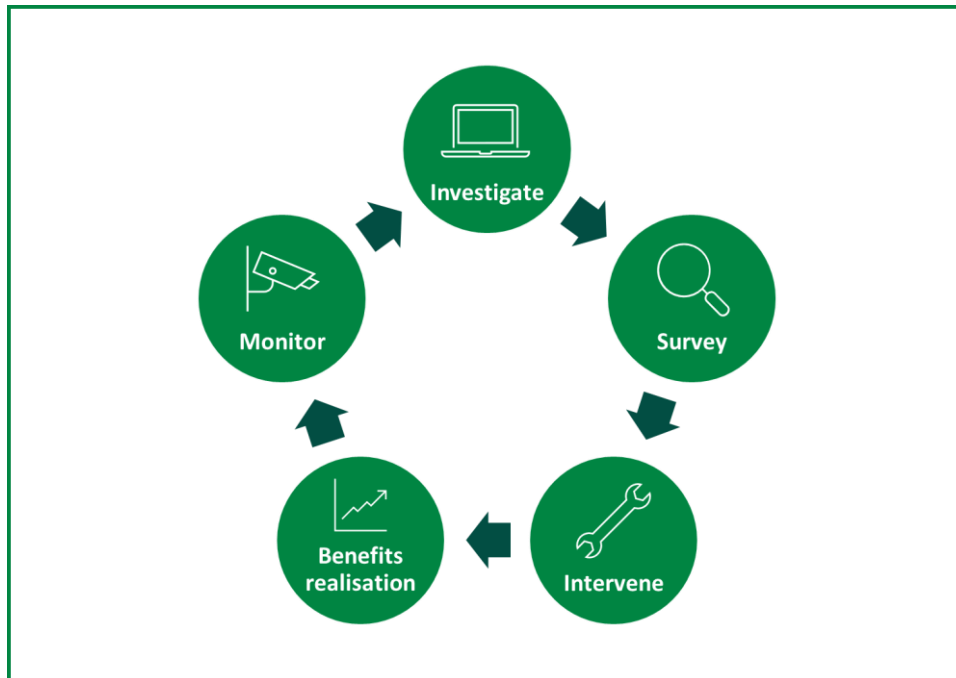 Investigate
Survey
Intervene
Benefits
realisation
Monitor